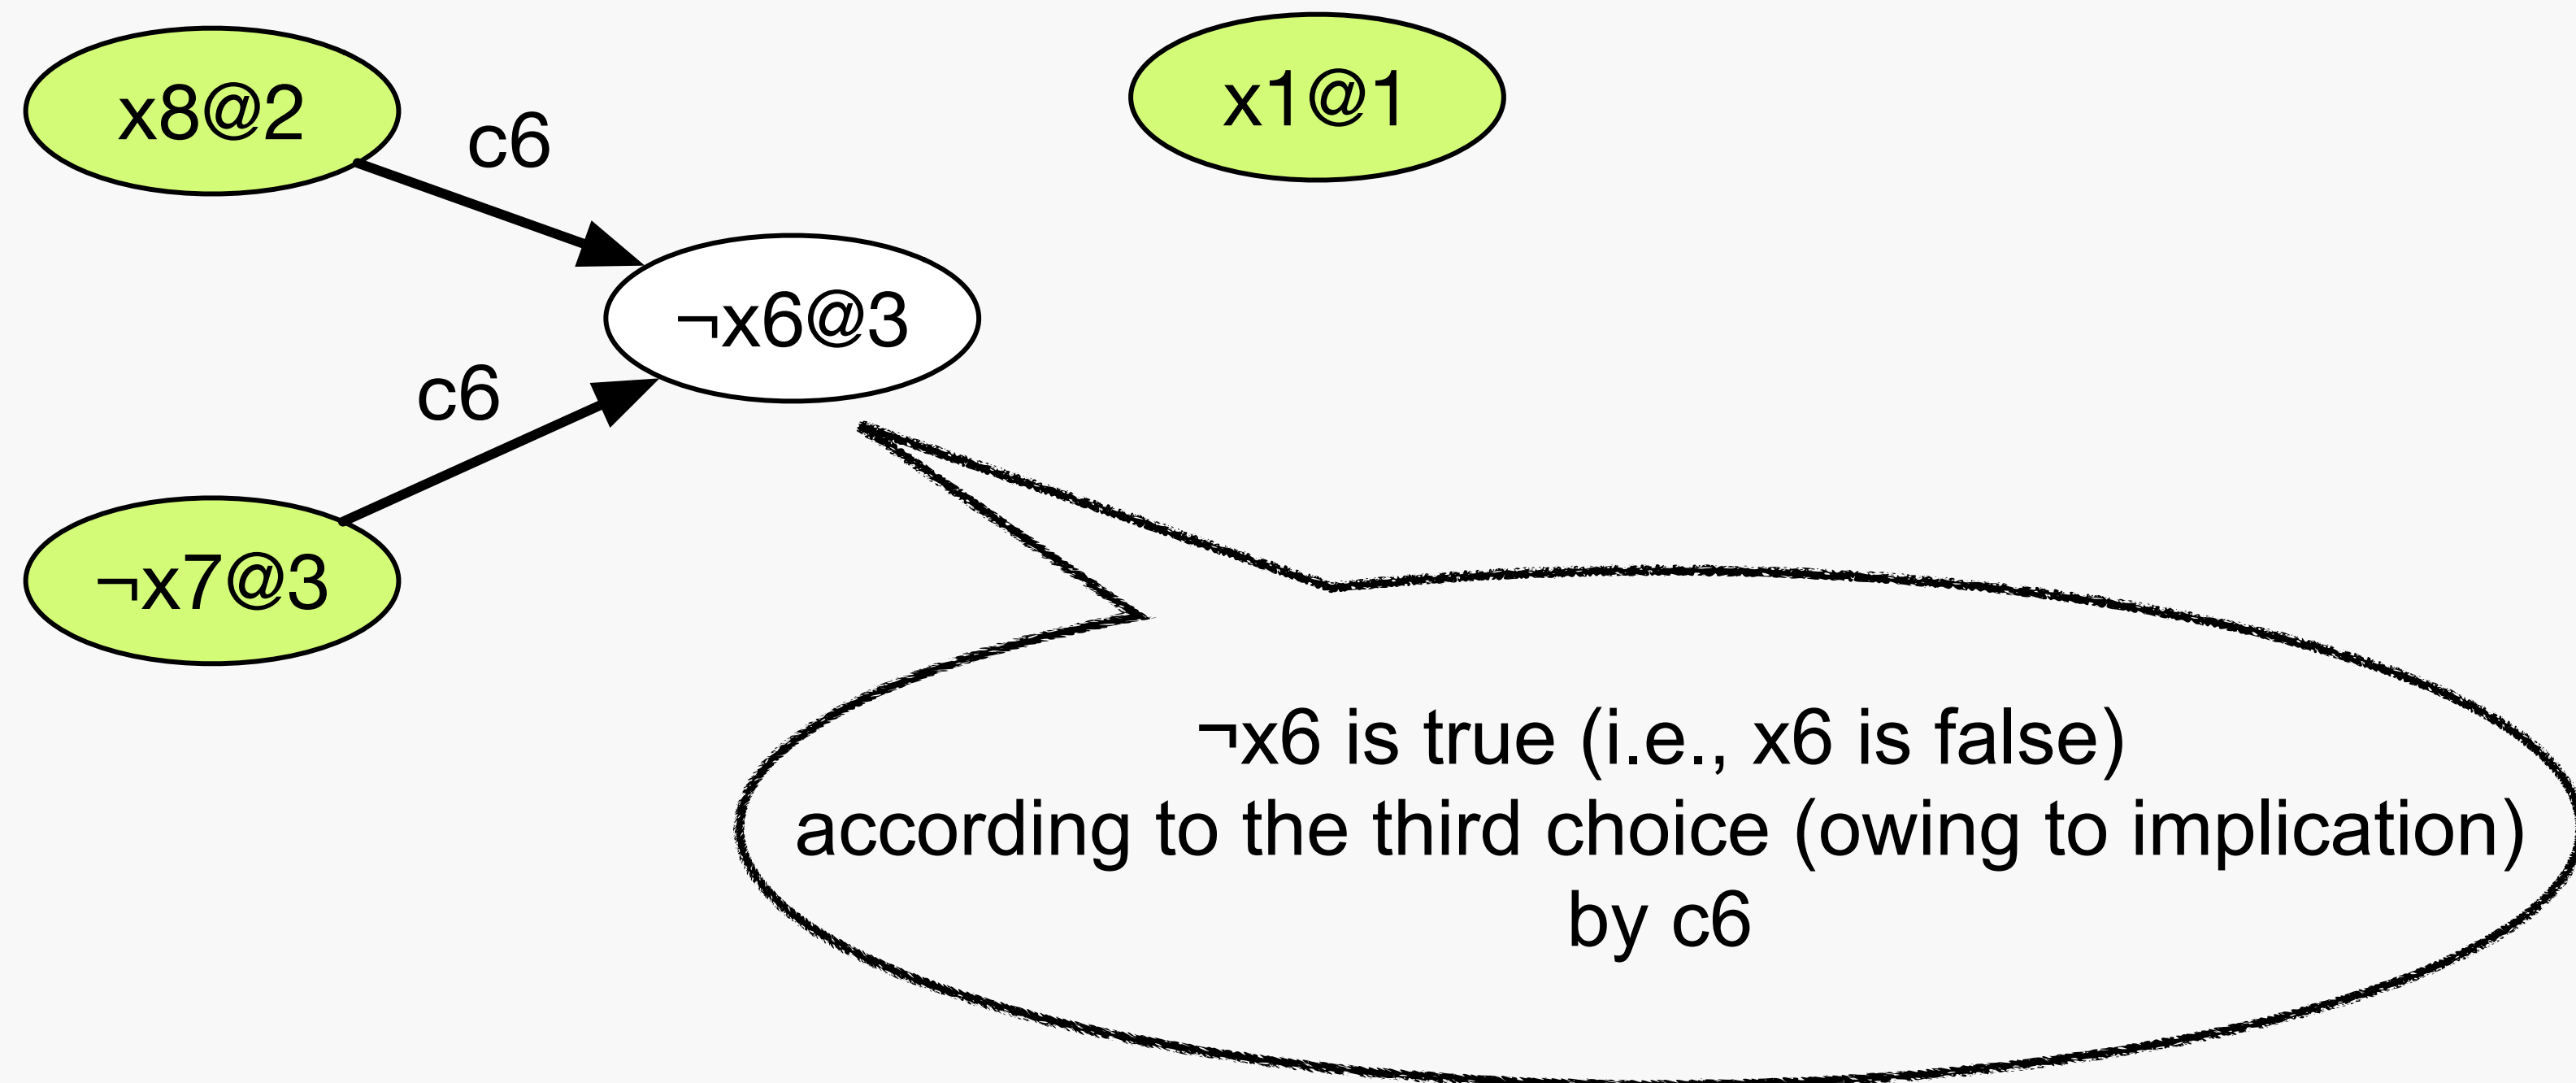 x8@2
c6
x1@1
¬x6@3
c6
¬x7@3
¬x6 is true (i.e., x6 is false)
according to the third choice (owing to implication)
by c6